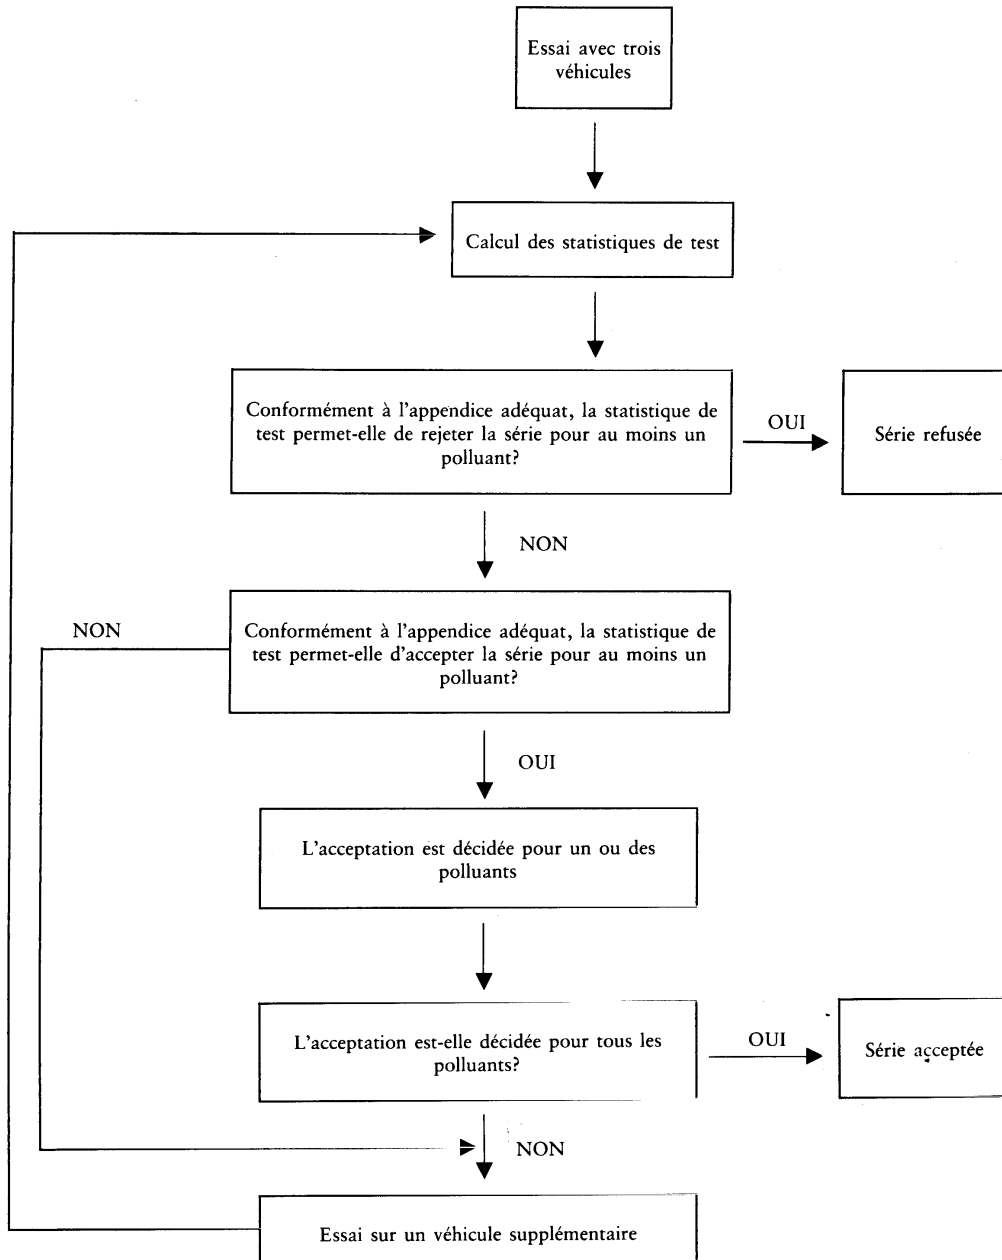 Essai avec trois
véhicules
Calcul des statistiques de test
Conformément à l'appendice adéquat, la statistique de
test permet-elle de rejeter la série pour au moins un
polluant?
OUI
Série refusée
NON
NON
Conformément à l'appendice adéquat, la statistique de
test permet-elle d'accepter la série pour au moins un
polluant?
OUI
L'acceptation est décidée pour un ou des
polluants
L'acceptation est-elle décidée pour tous les
polluants?
OUI
Série acceptée
NON
Essai sur un véhicule supplémentaire